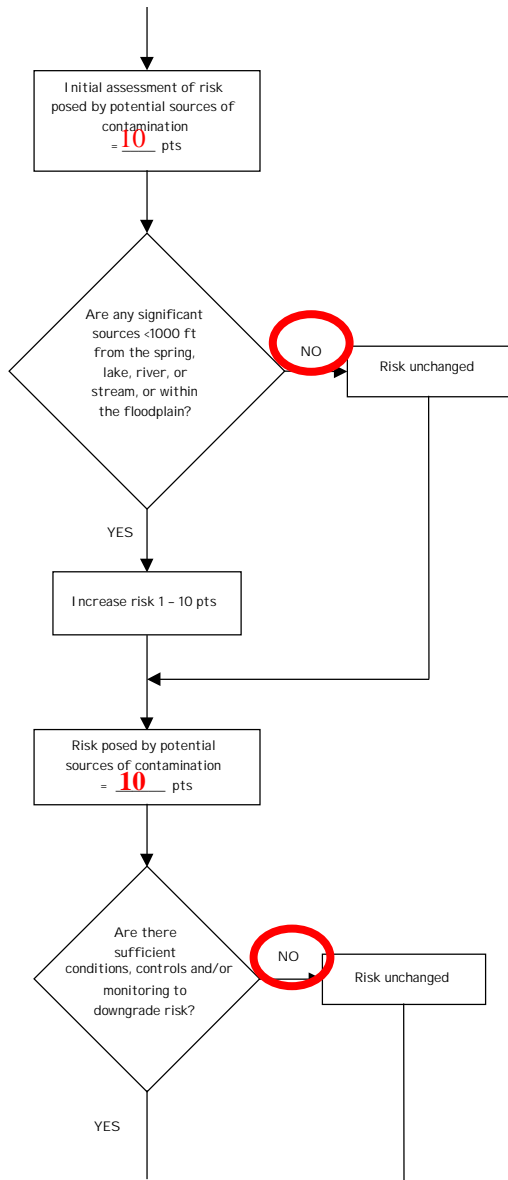 Initial assessment of risk
posed by potential sources of
contamination
= 10 pts
Are any significant
sources <1000 ft
from the spring,
lake, river, or
stream, or within
the floodplain?
NO
Risk unchanged
YES
Increase risk 1 – 10 pts
Risk posed by potential
sources of contamination
= 10 pts
Are there
sufficient
conditions, controls and/or
monitoring to
downgrade risk?
NO
Risk unchanged
YES